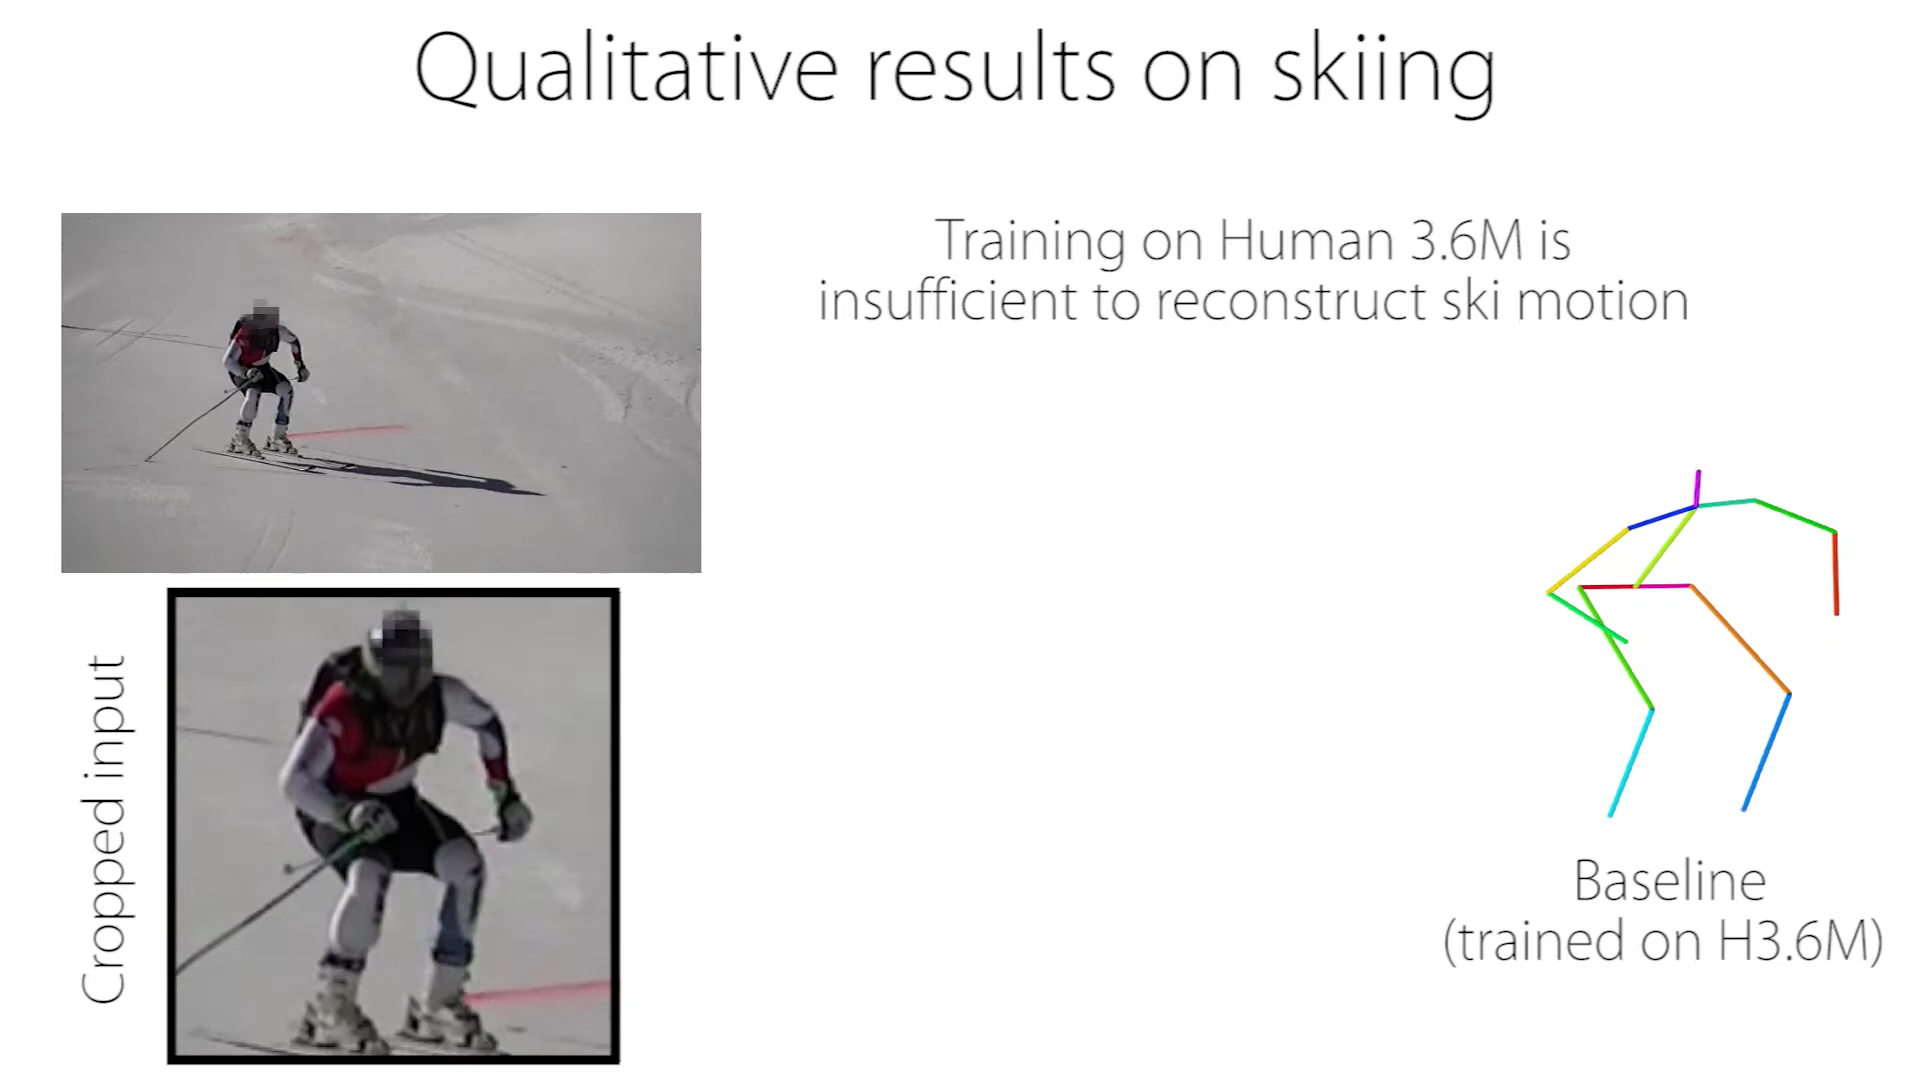 Qualitative results on skiing
Training on Human 3.6M is
insufficient to reconstruct ski motion
Cropped input
Baseline
(trained on H3.6M)